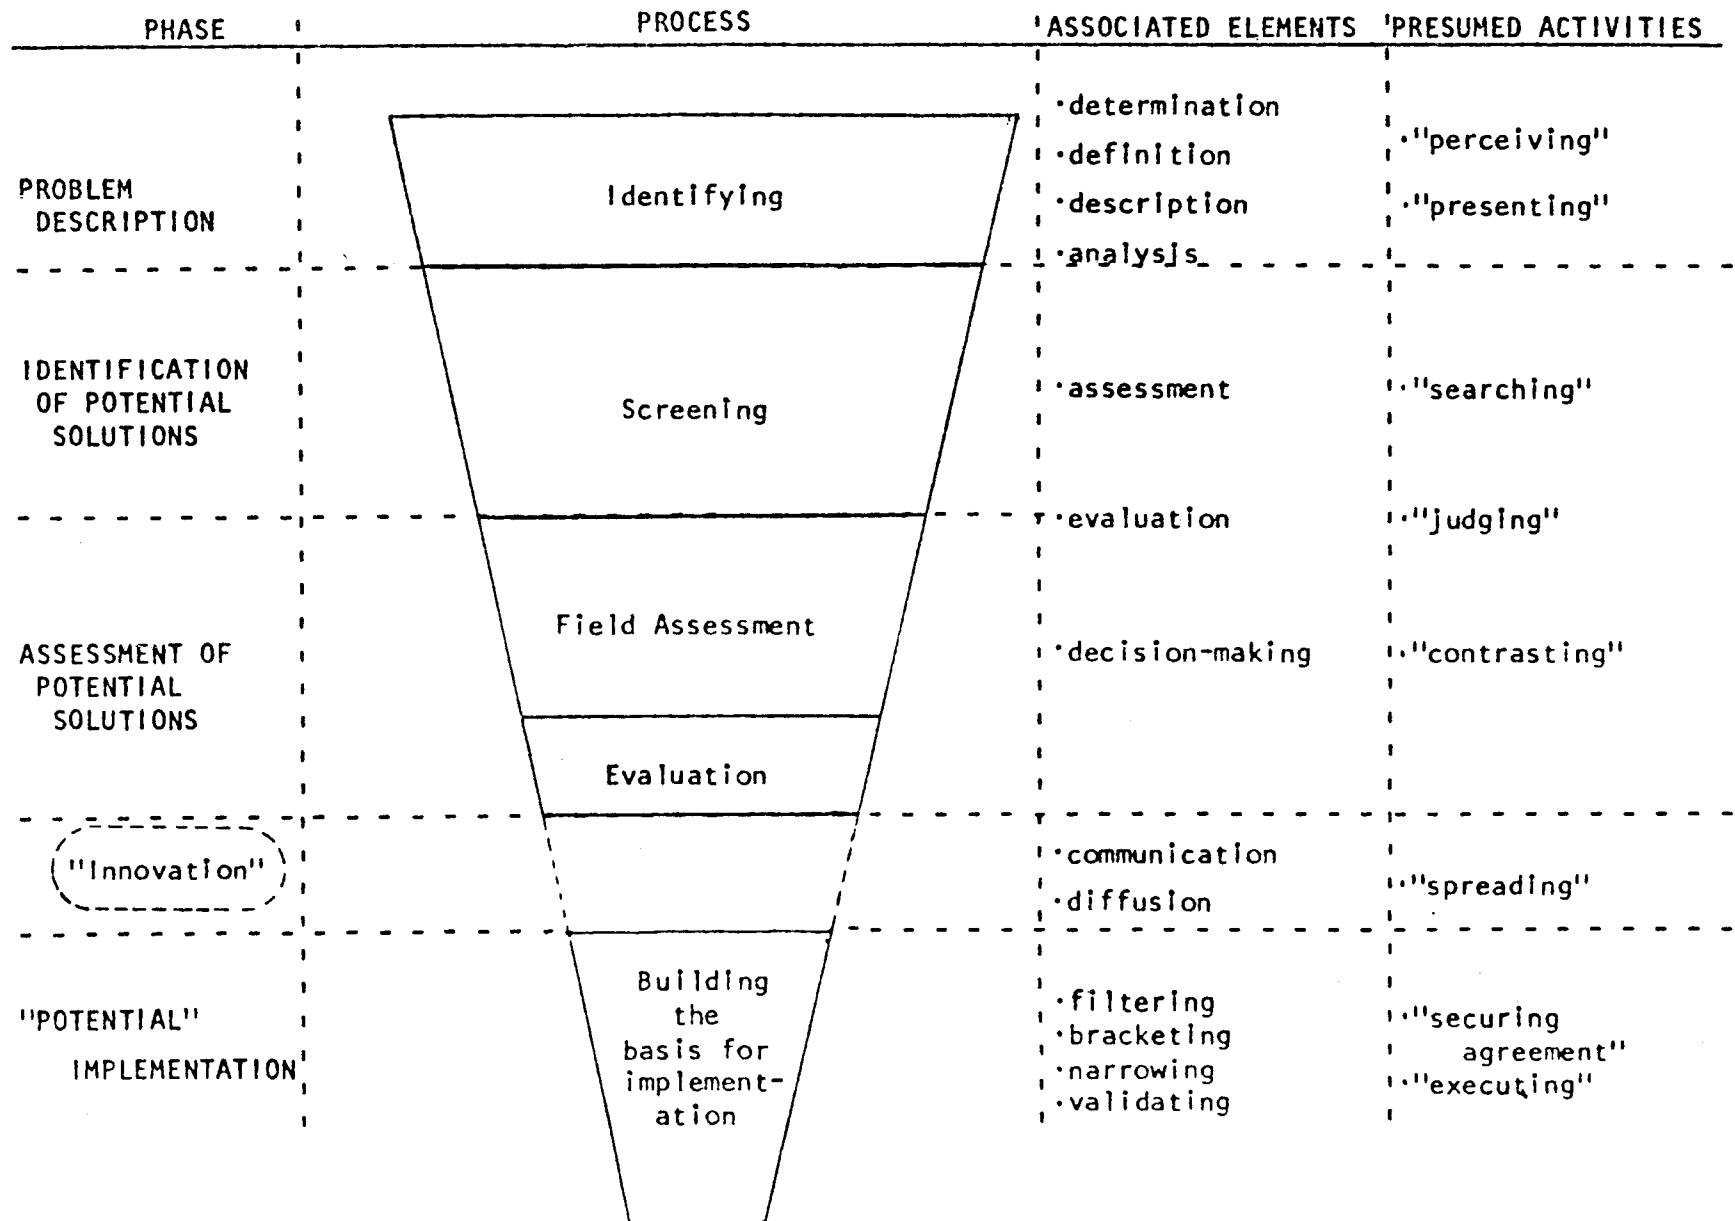 PHASE PROCESS ASSOCIATED ELEMENTS PRESUMED ACTIVITIES
PROBLEM
DESCRIPTION
Identifying
·determination
·definition
·description
·analysis
·"perceiving"
·"presenting"
IDENTIFICATION
OF POTENTIAL
SOLUTIONS
Screening
·assessment
·"searching"
·evaluation
·"judging"
ASSESSMENT OF
POTENTIAL
SOLUTIONS
Field Assessment
·decision-making
·"contrasting"
Evaluation
"Innovation"
·communication
·diffusion
·"spreading"
"POTENTIAL"
IMPLEMENTATION
Building
the
basis for
implement-
ation
·filtering
·bracketing
·narrowing
·validating
·"securing
agreement"
·"executing"